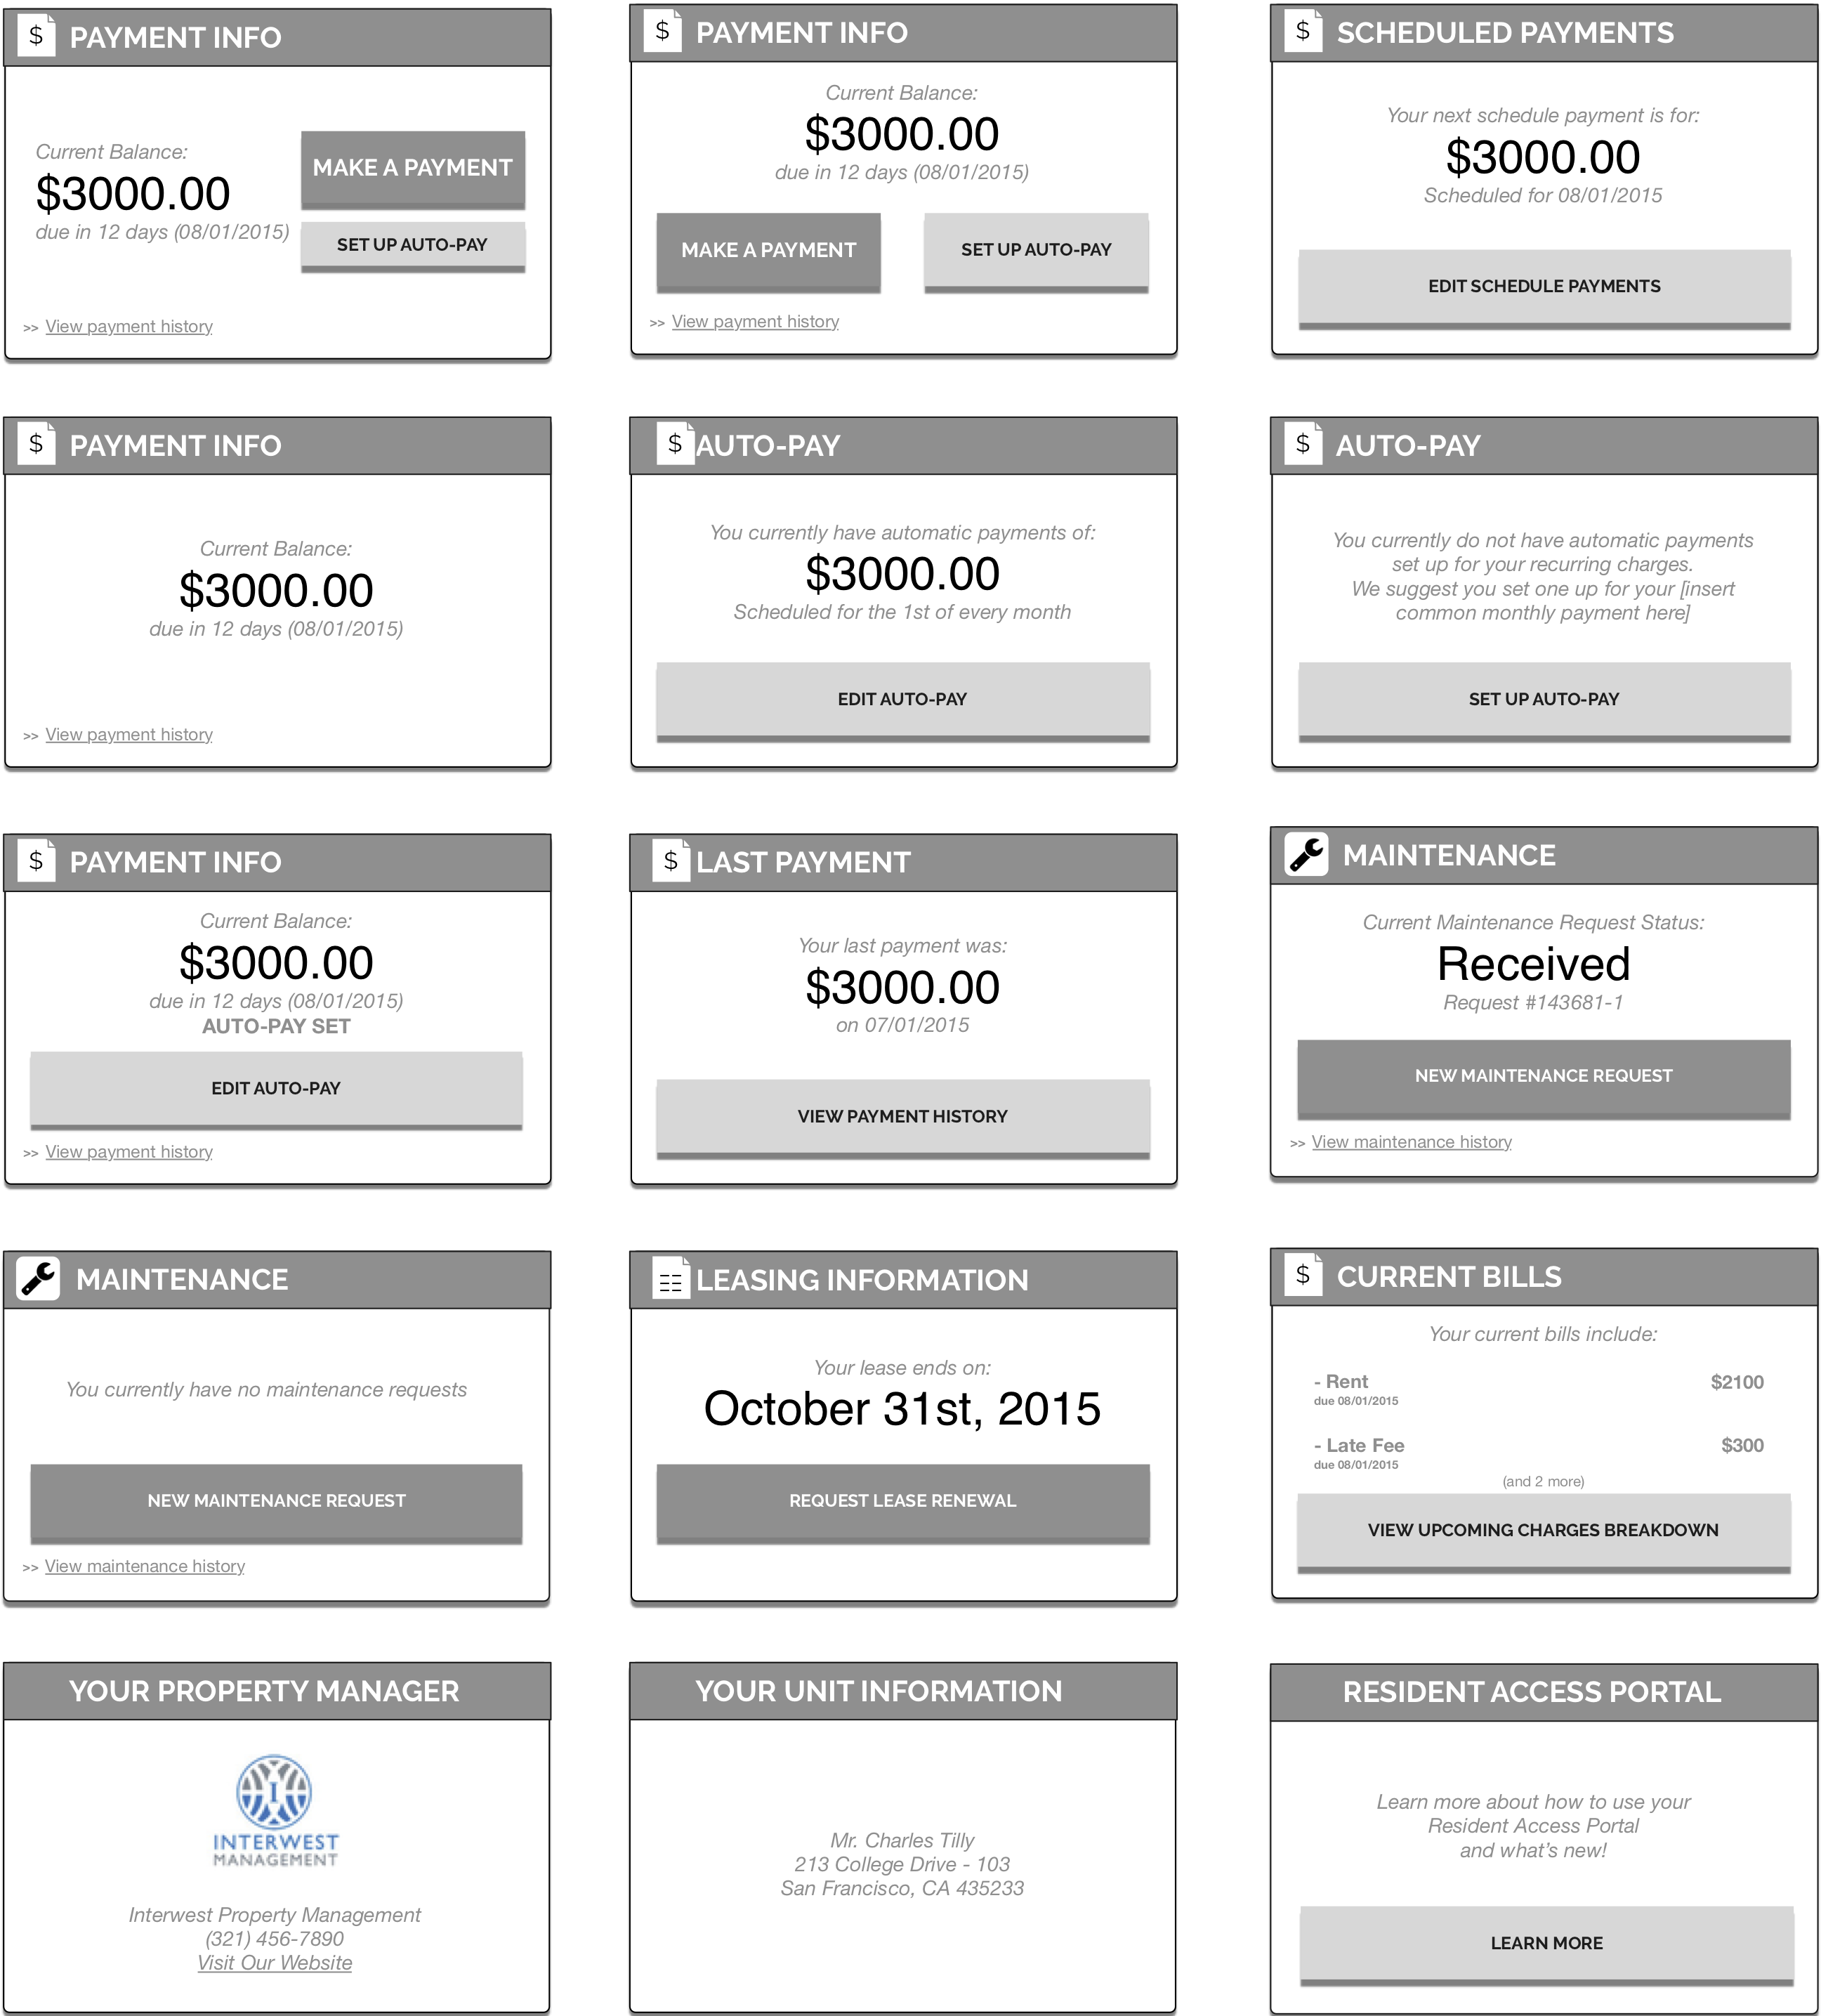 $ PAYMENT INFO
Current Balance:
$3000.00
due in 12 days (08/01/2015)
MAKE A PAYMENT
SET UP AUTO-PAY
>> View payment history
$ PAYMENT INFO
Current Balance:
$3000.00
due in 12 days (08/01/2015)
MAKE A PAYMENT
SET UP AUTO-PAY
>> View payment history
$ SCHEDULED PAYMENTS
Your next schedule payment is for:
$3000.00
Scheduled for 08/01/2015
EDIT SCHEDULE PAYMENTS
$ PAYMENT INFO
Current Balance:
$3000.00
due in 12 days (08/01/2015)
>> View payment history
$ AUTO-PAY
You currently have automatic payments of:
$3000.00
Scheduled for the 1st of every month
EDIT AUTO-PAY
$ AUTO-PAY
You currently do not have automatic payments
set up for your recurring charges.
We suggest you set one up for your [insert
common monthly payment here]
SET UP AUTO-PAY
$ PAYMENT INFO
Current Balance:
$3000.00
due in 12 days (08/01/2015)
AUTO-PAY SET
EDIT AUTO-PAY
>> View payment history
$ LAST PAYMENT
Your last payment was:
$3000.00
on 07/01/2015
VIEW PAYMENT HISTORY
MAINTENANCE
Current Maintenance Request Status:
Received
Request #143681-1
NEW MAINTENANCE REQUEST
>> View maintenance history
MAINTENANCE
You currently have no maintenance requests
NEW MAINTENANCE REQUEST
>> View maintenance history
LEASING INFORMATION
Your lease ends on:
October 31st, 2015
REQUEST LEASE RENEWAL
$ CURRENT BILLS
Your current bills include:
- Rent $2100
due 08/01/2015
- Late Fee $300
due 08/01/2015
(and 2 more)
VIEW UPCOMING CHARGES BREAKDOWN
YOUR PROPERTY MANAGER
I
INTERWEST
MANAGEMENT
Interwest Property Management
(321) 456-7890
Visit Our Website
YOUR UNIT INFORMATION
Mr. Charles Tilly
213 College Drive - 103
San Francisco, CA 435233
RESIDENT ACCESS PORTAL
Learn more about how to use your
Resident Access Portal
and what's new!
LEARN MORE